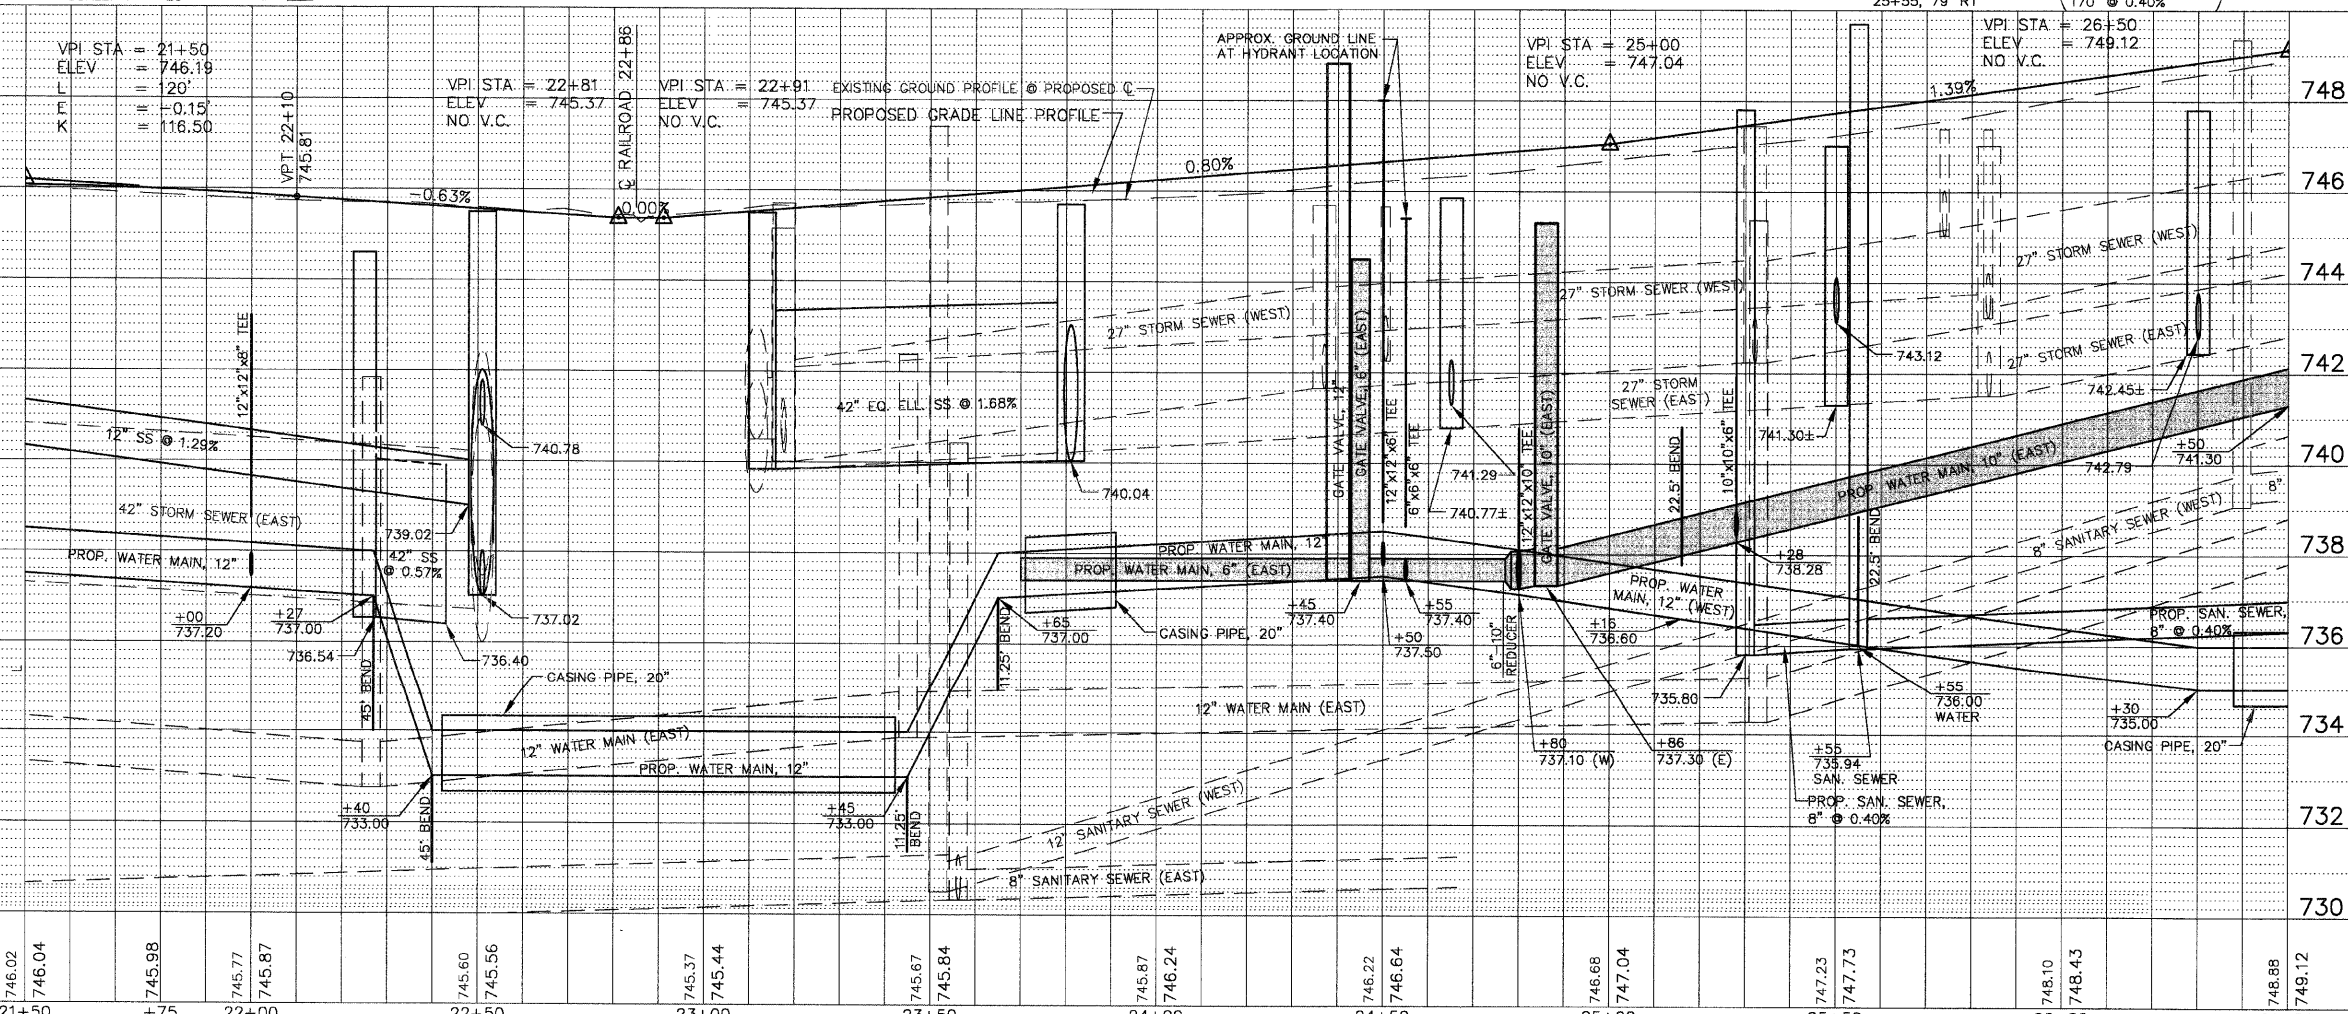 25+55, 79' RT
170' @ 0.40%
VPI STA = 21+50
ELEV = 746.19
L = 120'
E = -0.15'
K = 116.50
VPT 22+10
745.81
VPI STA = 22+81
ELEV = 745.37
NO V.C.
℄ RAILROAD 22+86
VPI STA = 22+91
ELEV = 745.37
NO V.C.
EXISTING GROUND PROFILE @ PROPOSED ℄
PROPOSED GRADE LINE PROFILE
APPROX. GROUND LINE
AT HYDRANT LOCATION
VPI STA = 25+00
ELEV = 747.04
NO V.C.
VPI STA = 26+50
ELEV = 749.12
NO V.C.
-0.63%
0.00%
0.80%
1.39%
748
746
744
742
740
738
736
734
732
730
12"x12"x8" TEE
12" SS @ 1.29%
42" STORM SEWER (EAST)
PROP. WATER MAIN, 12"
+00
737.20
+27
737.00
736.54
45° BEND
739.02
42" SS
@ 0.57%
740.78
737.02
736.40
CASING PIPE, 20"
12" WATER MAIN (EAST)
PROP. WATER MAIN, 12"
+40
733.00
45° BEND
+45
733.00
11.25°
BEND
42" EQ. ELL. SS @ 1.68%
740.04
27" STORM SEWER (WEST)
PROP. WATER MAIN, 12"
PROP. WATER MAIN, 6" (EAST)
11.25° BEND
+65
737.00
CASING PIPE, 20"
12" WATER MAIN (EAST)
12" SANITARY SEWER (WEST)
8" SANITARY SEWER (EAST)
GATE VALVE, 12"
GATE VALVE, 6" (EAST)
12"x12"x6" TEE
6"x6"x6" TEE
+45
737.40
+50
737.50
+55
737.40
741.29
740.77±
6"-10"
REDUCER
12"x12"x10" TEE
GATE VALVE, 10" (EAST)
27" STORM SEWER (WEST)
27" STORM
SEWER (EAST)
22.5° BEND
10"x10"x6" TEE
+80
737.10 (W)
+86
737.30 (E)
PROP. WATER
MAIN, 12" (WEST)
+16
736.60
735.80
+28
738.28
741.30±
743.12
22.5° BEND
PROP. WATER MAIN, 10" (EAST)
27" STORM SEWER (WEST)
27" STORM SEWER (EAST)
742.45±
742.79
+50
741.30
8"
8" SANITARY SEWER (WEST)
PROP. SAN. SEWER,
8" @ 0.40%
+55
736.00
WATER
+55
735.94
SAN. SEWER
PROP. SAN. SEWER,
8" @ 0.40%
+30
735.00
CASING PIPE, 20"
746.02
746.04
745.98
745.77
745.87
745.60
745.56
745.37
745.44
745.67
745.84
745.87
746.24
746.22
746.64
746.68
747.04
747.23
747.73
748.10
748.43
748.88
749.12
21+50
+75
22+00
22+50
23+00
23+50